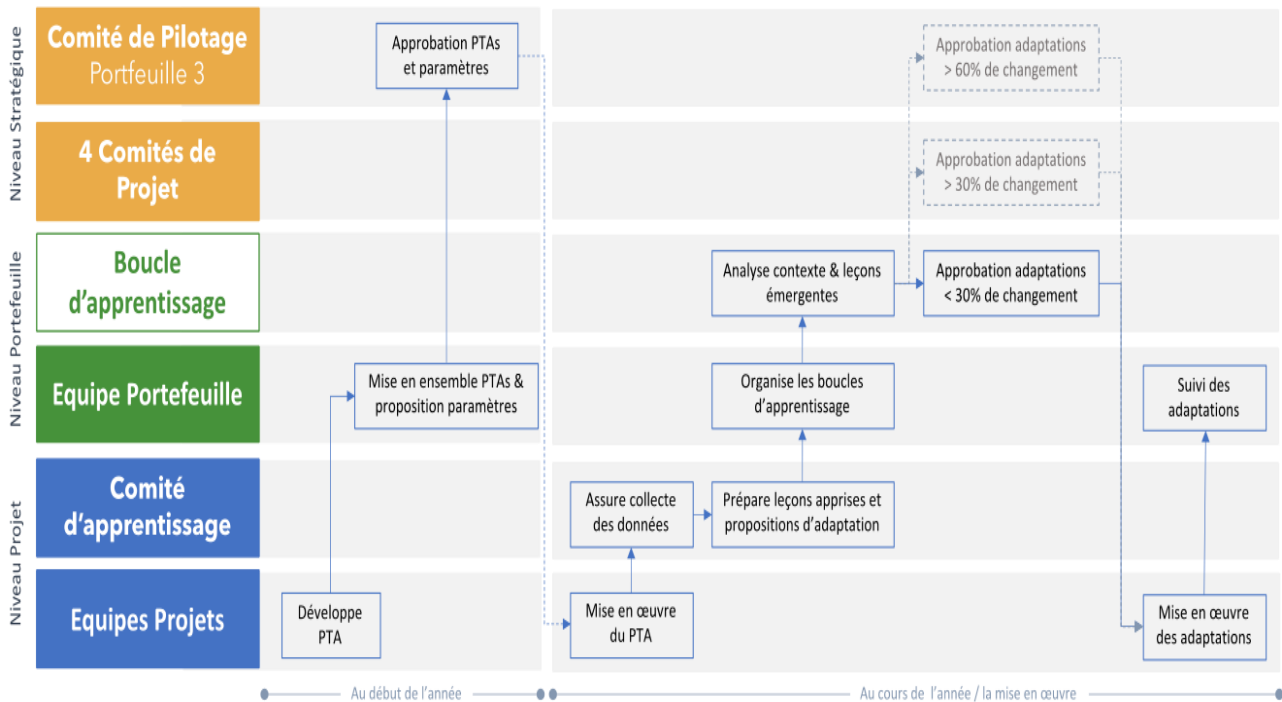 Niveau Stratégique
Comité de Pilotage
Portfeuille 3
Approbation PTAs
et paramètres
Approbation adaptations
> 60% de changement
4 Comités de
Projet
Approbation adaptations
> 30% de changement
Niveau Portefeuille
Boucle
d'apprentissage
Analyse contexte & leçons
émergentes
Approbation adaptations
< 30% de changement
Equipe Portefeuille
Mise en ensemble PTAs &
proposition paramètres
Organise les boucles
d'apprentissage
Suivi des
adaptations
Niveau Projet
Comité
d'apprentissage
Assure collecte
des données
Prépare leçons apprises et
propositions d'adaptation
Equipes Projets
Développe
PTA
Mise en œuvre
du PTA
Mise en œuvre
des adaptations
Au début de l'année
Au cours de l'année / la mise en œuvre